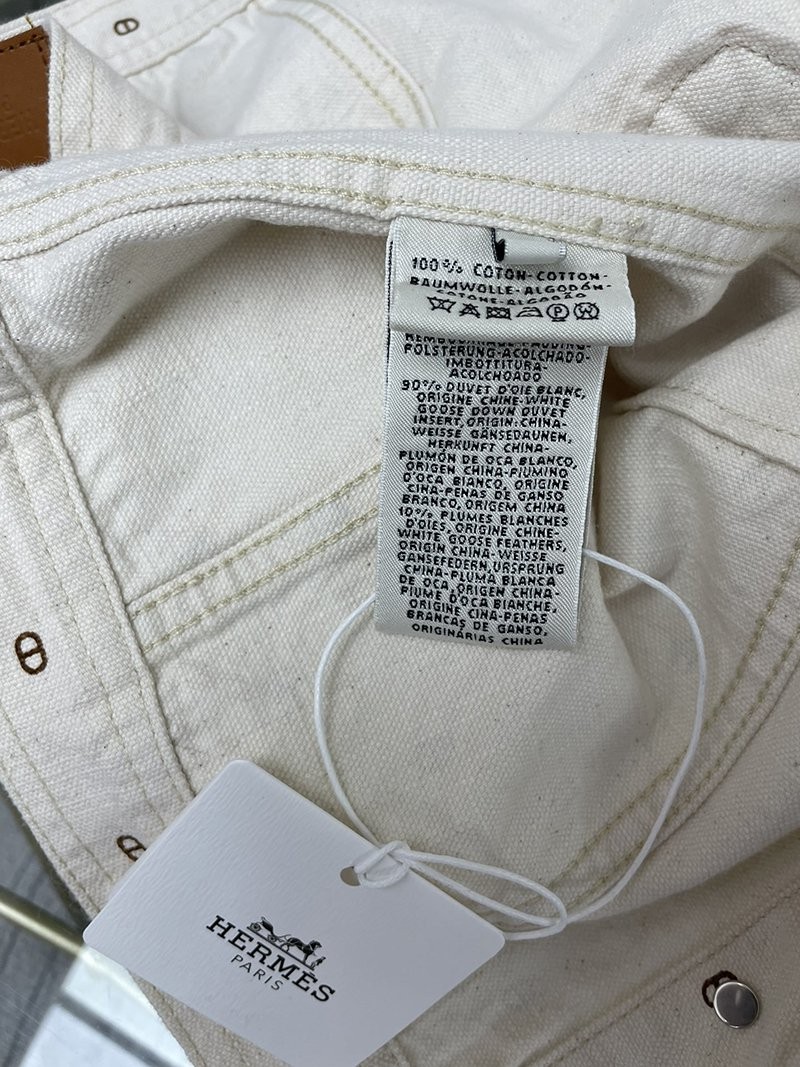 100% COTON-COTTON-
BAUMWOLLE-ALGODÓN-
COTONE-ALGODÃO
REMBOURRAGE-PADDING-
POLSTERUNG-ACOLCHADO-
IMBOTTITURA-
ACOLCHOADO
90% DUVET D'OIE BLANC,
ORIGINE CHINE-WHITE
GOOSE DOWN DUVET
INSERT, ORIGIN: CHINA-
WEISSE GÄNSEDAUNEN,
HERKUNFT CHINA-
PLUMÓN DE OCA BLANCO,
ORIGEN CHINA-PIUMINO
D'OCA BIANCO, ORIGINE
CINA-PENAS DE GANSO
BRANCO, ORIGEM CHINA
10% PLUMES BLANCHES
D'OIES, ORIGINE CHINE-
WHITE GOOSE FEATHERS,
ORIGIN CHINA-WEISSE
GANSEFEDERN,URSPRUNG
CHINA-PLUMA BLANCA
DE OCA, ORIGEN CHINA-
PIUME D'OCA BIANCHE,
ORIGINE CINA-PENAS
BRANCAS DE GANSO,
ORIGINÁRIAS CHINA
HERMÈS
PARIS